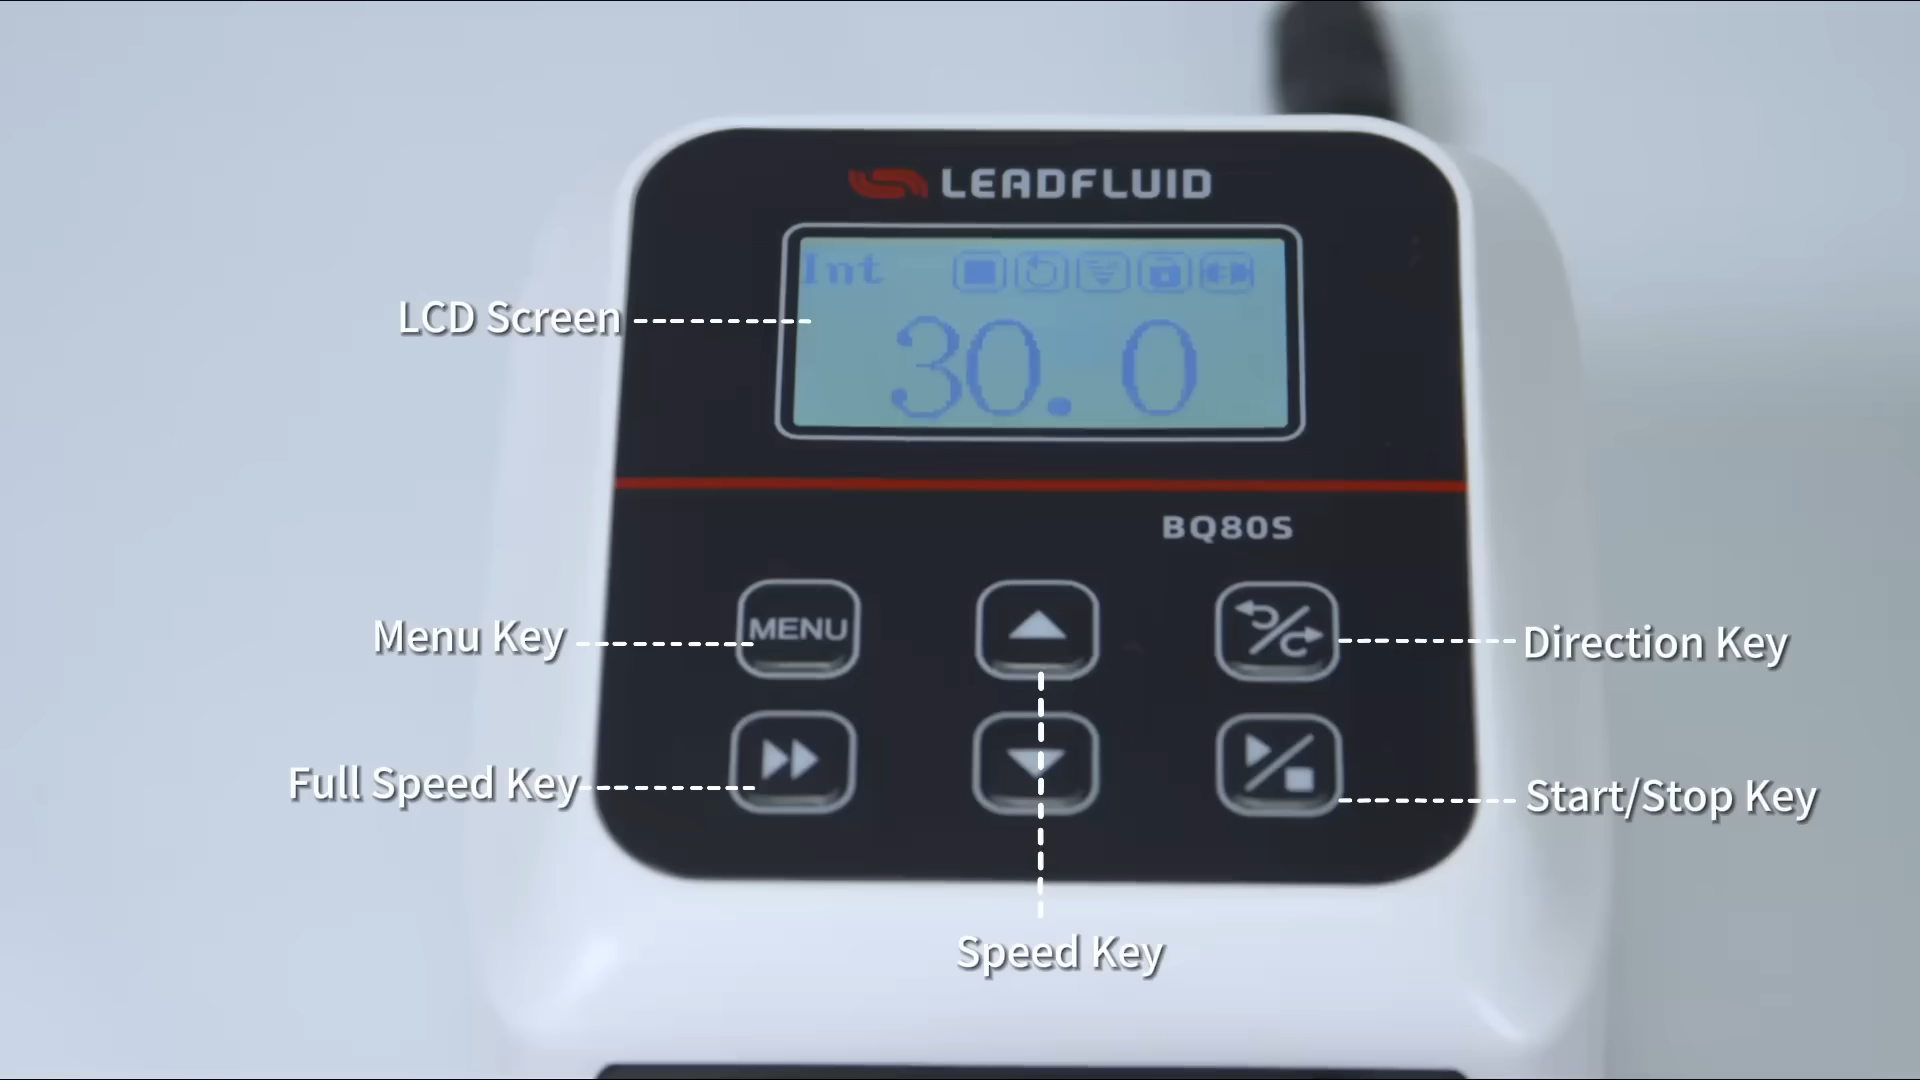 LEADFLUID
Int
LCD Screen
30.0
BQ80S
Menu Key
MENU
Direction Key
Full Speed Key
Start/Stop Key
Speed Key